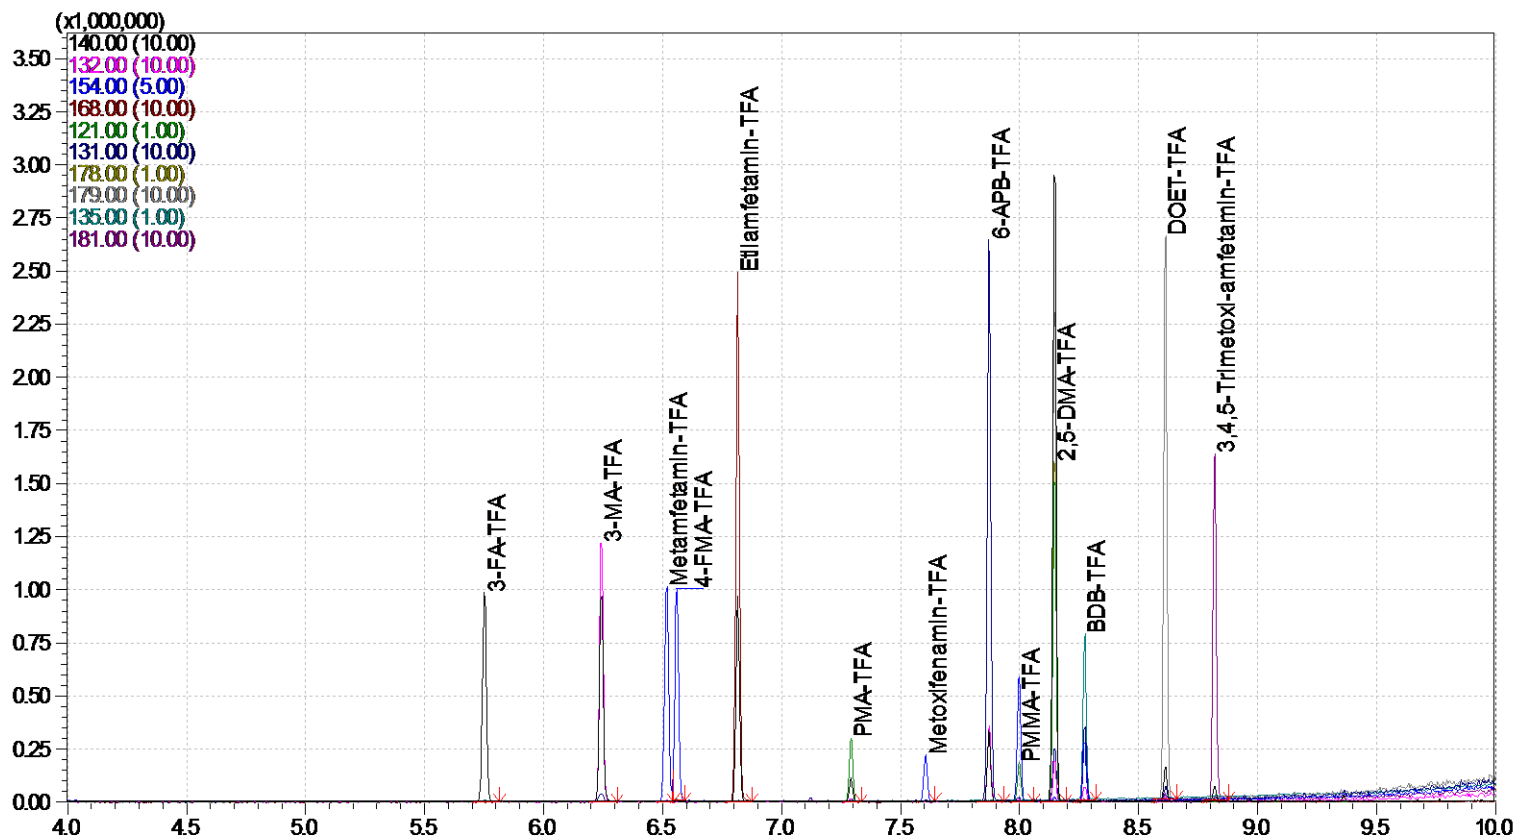 (x1,000,000)
140.00 (10.00)
132.00 (10.00)
154.00 (5.00)
168.00 (10.00)
121.00 (1.00)
131.00 (10.00)
178.00 (1.00)
179.00 (10.00)
135.00 (1.00)
181.00 (10.00)
3.50
3.25
3.00
2.75
2.50
2.25
2.00
1.75
1.50
1.25
1.00
0.75
0.50
0.25
0.00
3-FA-TFA
3-MA-TFA
Metamfetamin-TFA
4-FMA-TFA
Etilamfetamin-TFA
PMA-TFA
Metoxifenamin-TFA
6-APB-TFA
PMMA-TFA
2,5-DMA-TFA
BDB-TFA
DOET-TFA
3,4,5-Trimetoxi-amfetamin-TFA
4.0
4.5
5.0
5.5
6.0
6.5
7.0
7.5
8.0
8.5
9.0
9.5
10.0